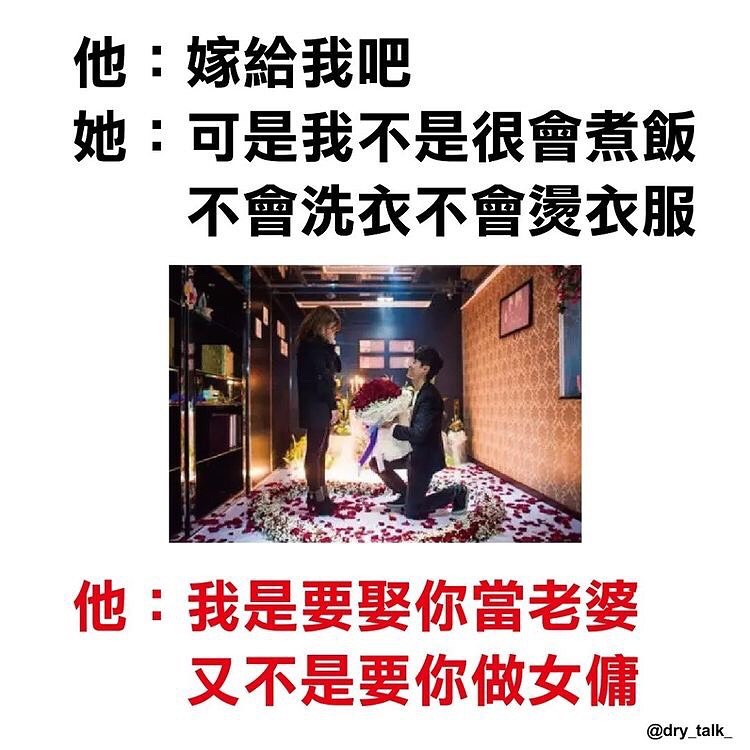 他：嫁給我吧
她：可是我不是很會煮飯
不會洗衣不會燙衣服
他：我是要娶你當老婆
又不是要你做女傭
@dry_talk_